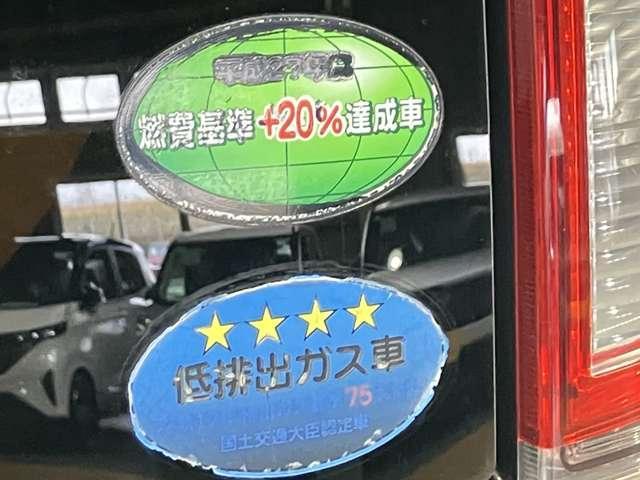 平成27年度
燃費基準+20%達成車
低排出ガス車
75
国土交通大臣認定車